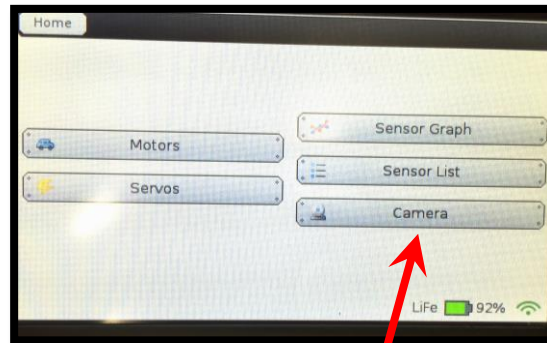 Home
Motors
Servos
Sensor Graph
Sensor List
Camera
LiFe 92%